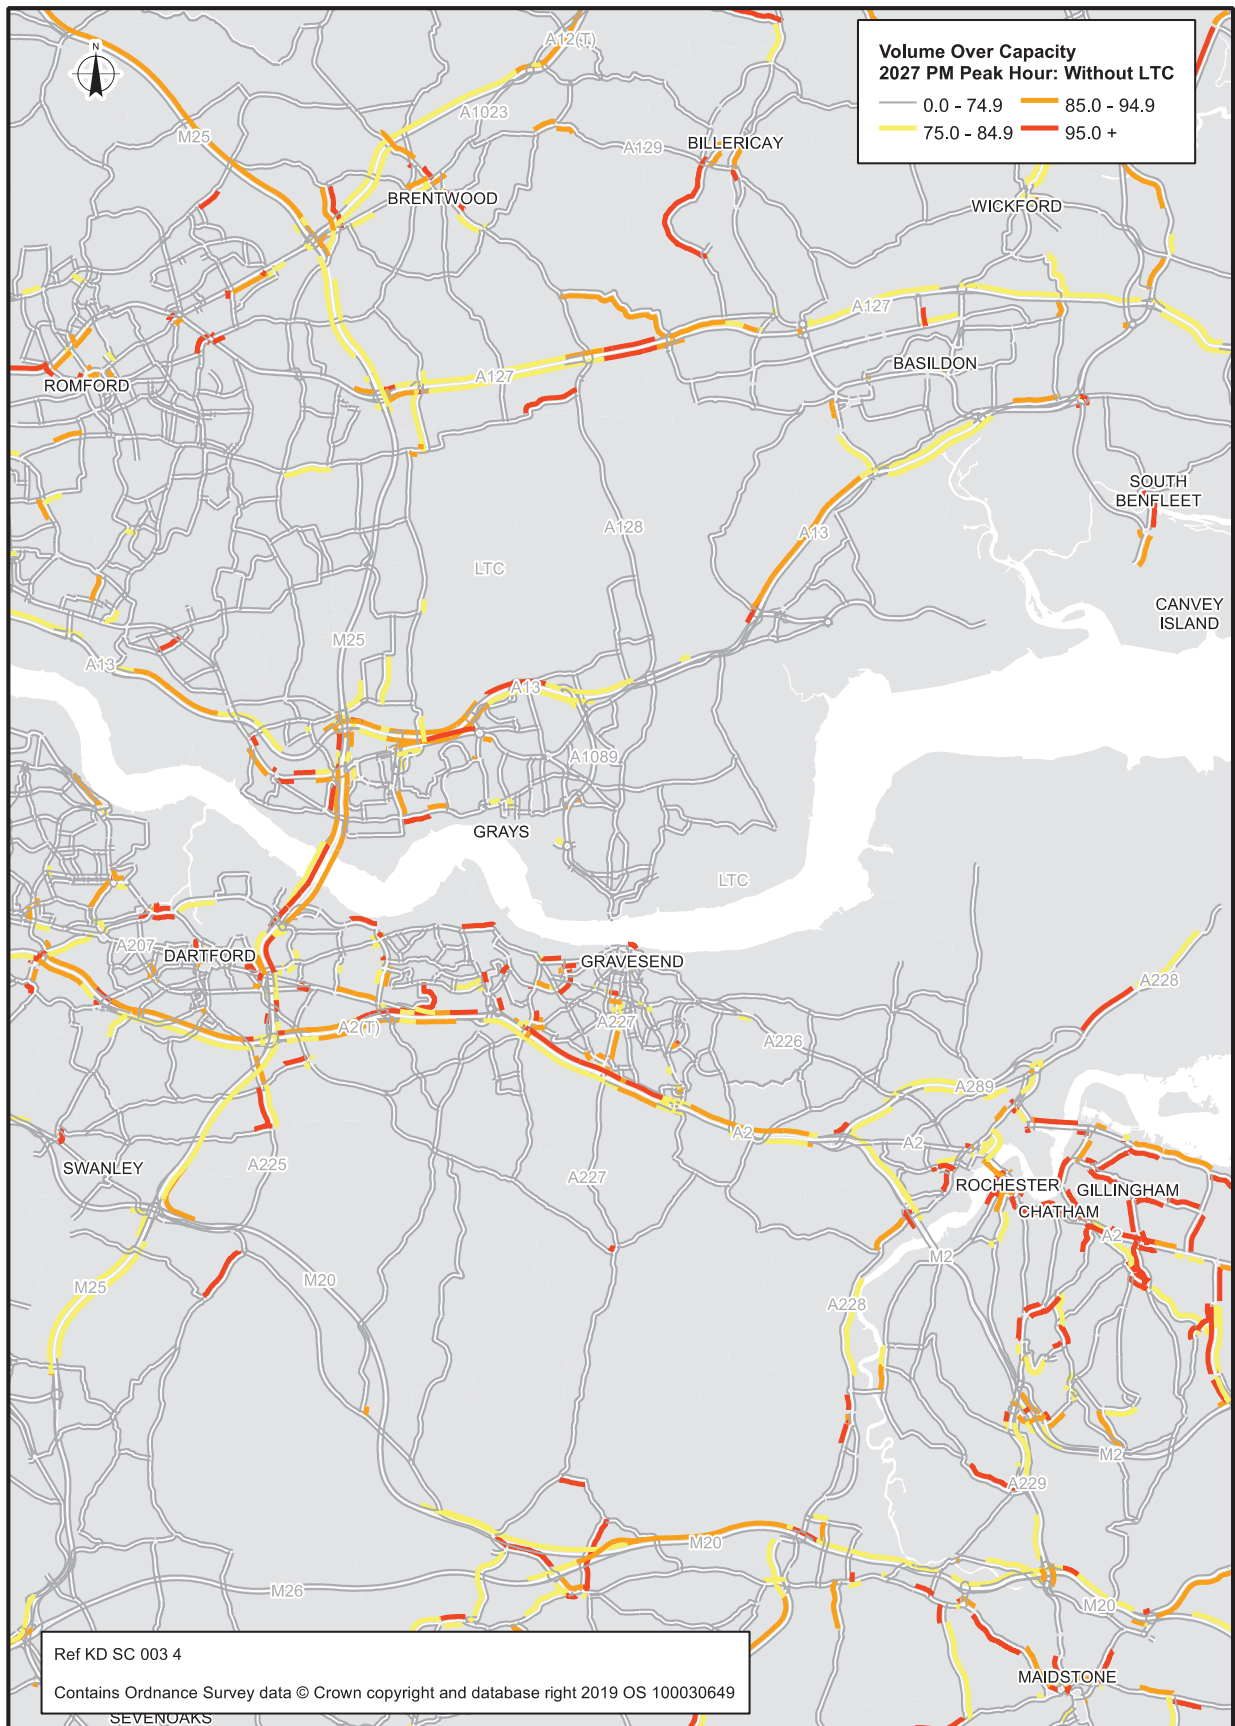 Volume Over Capacity
2027 PM Peak Hour: Without LTC
0.0 - 74.9
85.0 - 94.9
75.0 - 84.9
95.0 +
N
A12(T)
A1023
M25
A129
BILLERICAY
BRENTWOOD
WICKFORD
A127
BASILDON
A127
ROMFORD
SOUTH
BENFLEET
A128
A13
LTC
CANVEY
ISLAND
M25
A13
A13
A1089
GRAYS
LTC
A207
DARTFORD
GRAVESEND
A228
A2(T)
A227
A226
A289
A2
A2
SWANLEY
A225
A227
ROCHESTER
GILLINGHAM
CHATHAM
A2
M2
M25
M20
A228
M2
A229
M20
M26
M20
MAIDSTONE
Ref KD SC 003 4
Contains Ordnance Survey data © Crown copyright and database right 2019 OS 100030649
SEVENOAKS